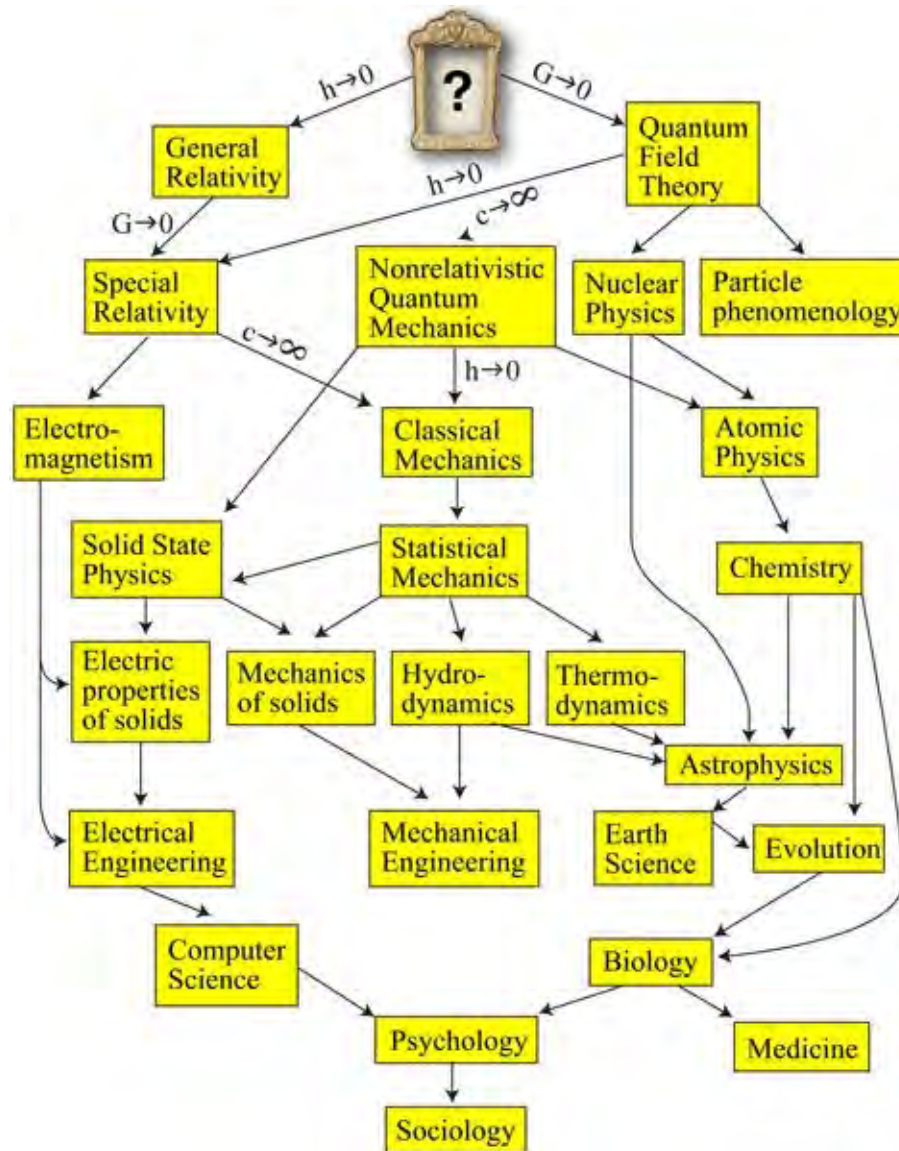 ?
h→0
G→0
General
Relativity
Quantum
Field
Theory
h→0
G→0
c→∞
Special
Relativity
Nonrelativistic
Quantum
Mechanics
Nuclear
Physics
Particle
phenomenology
c→∞
h→0
Electro-
magnetism
Classical
Mechanics
Atomic
Physics
Solid State
Physics
Statistical
Mechanics
Chemistry
Electric
properties
of solids
Mechanics
of solids
Hydro-
dynamics
Thermo-
dynamics
Astrophysics
Electrical
Engineering
Mechanical
Engineering
Earth
Science
Evolution
Computer
Science
Biology
Psychology
Medicine
Sociology